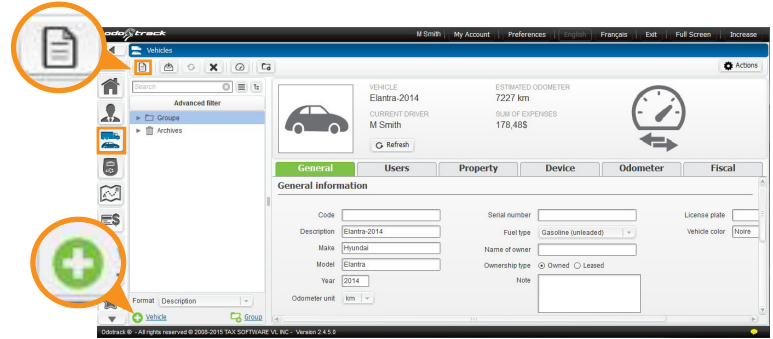 odotrack
M Smith My Account Preferences English Français Exit Full Screen Increase
Vehicles
Actions
Search
Advanced filter
Groupe
Archives
VEHICLE
Elantra-2014
CURRENT DRIVER
M Smith
Refresh
ESTIMATED ODOMETER
7227 km
SUM OF EXPENSES
178,48$
General Users Property Device Odometer Fiscal
General information
Code Serial number License plate
Description Elantra-2014 Fuel type Gasoline (unleaded) Vehicle color Noire
Make Hyundai Name of owner
Model Elantra Ownership type Owned Leased
Year 2014 Note
Odometer unit km
Format Description
Vehicle Group
Odotrack ® - All rights reserved © 2008-2015 TAX SOFTWARE VL INC - Version 2.4.5.0